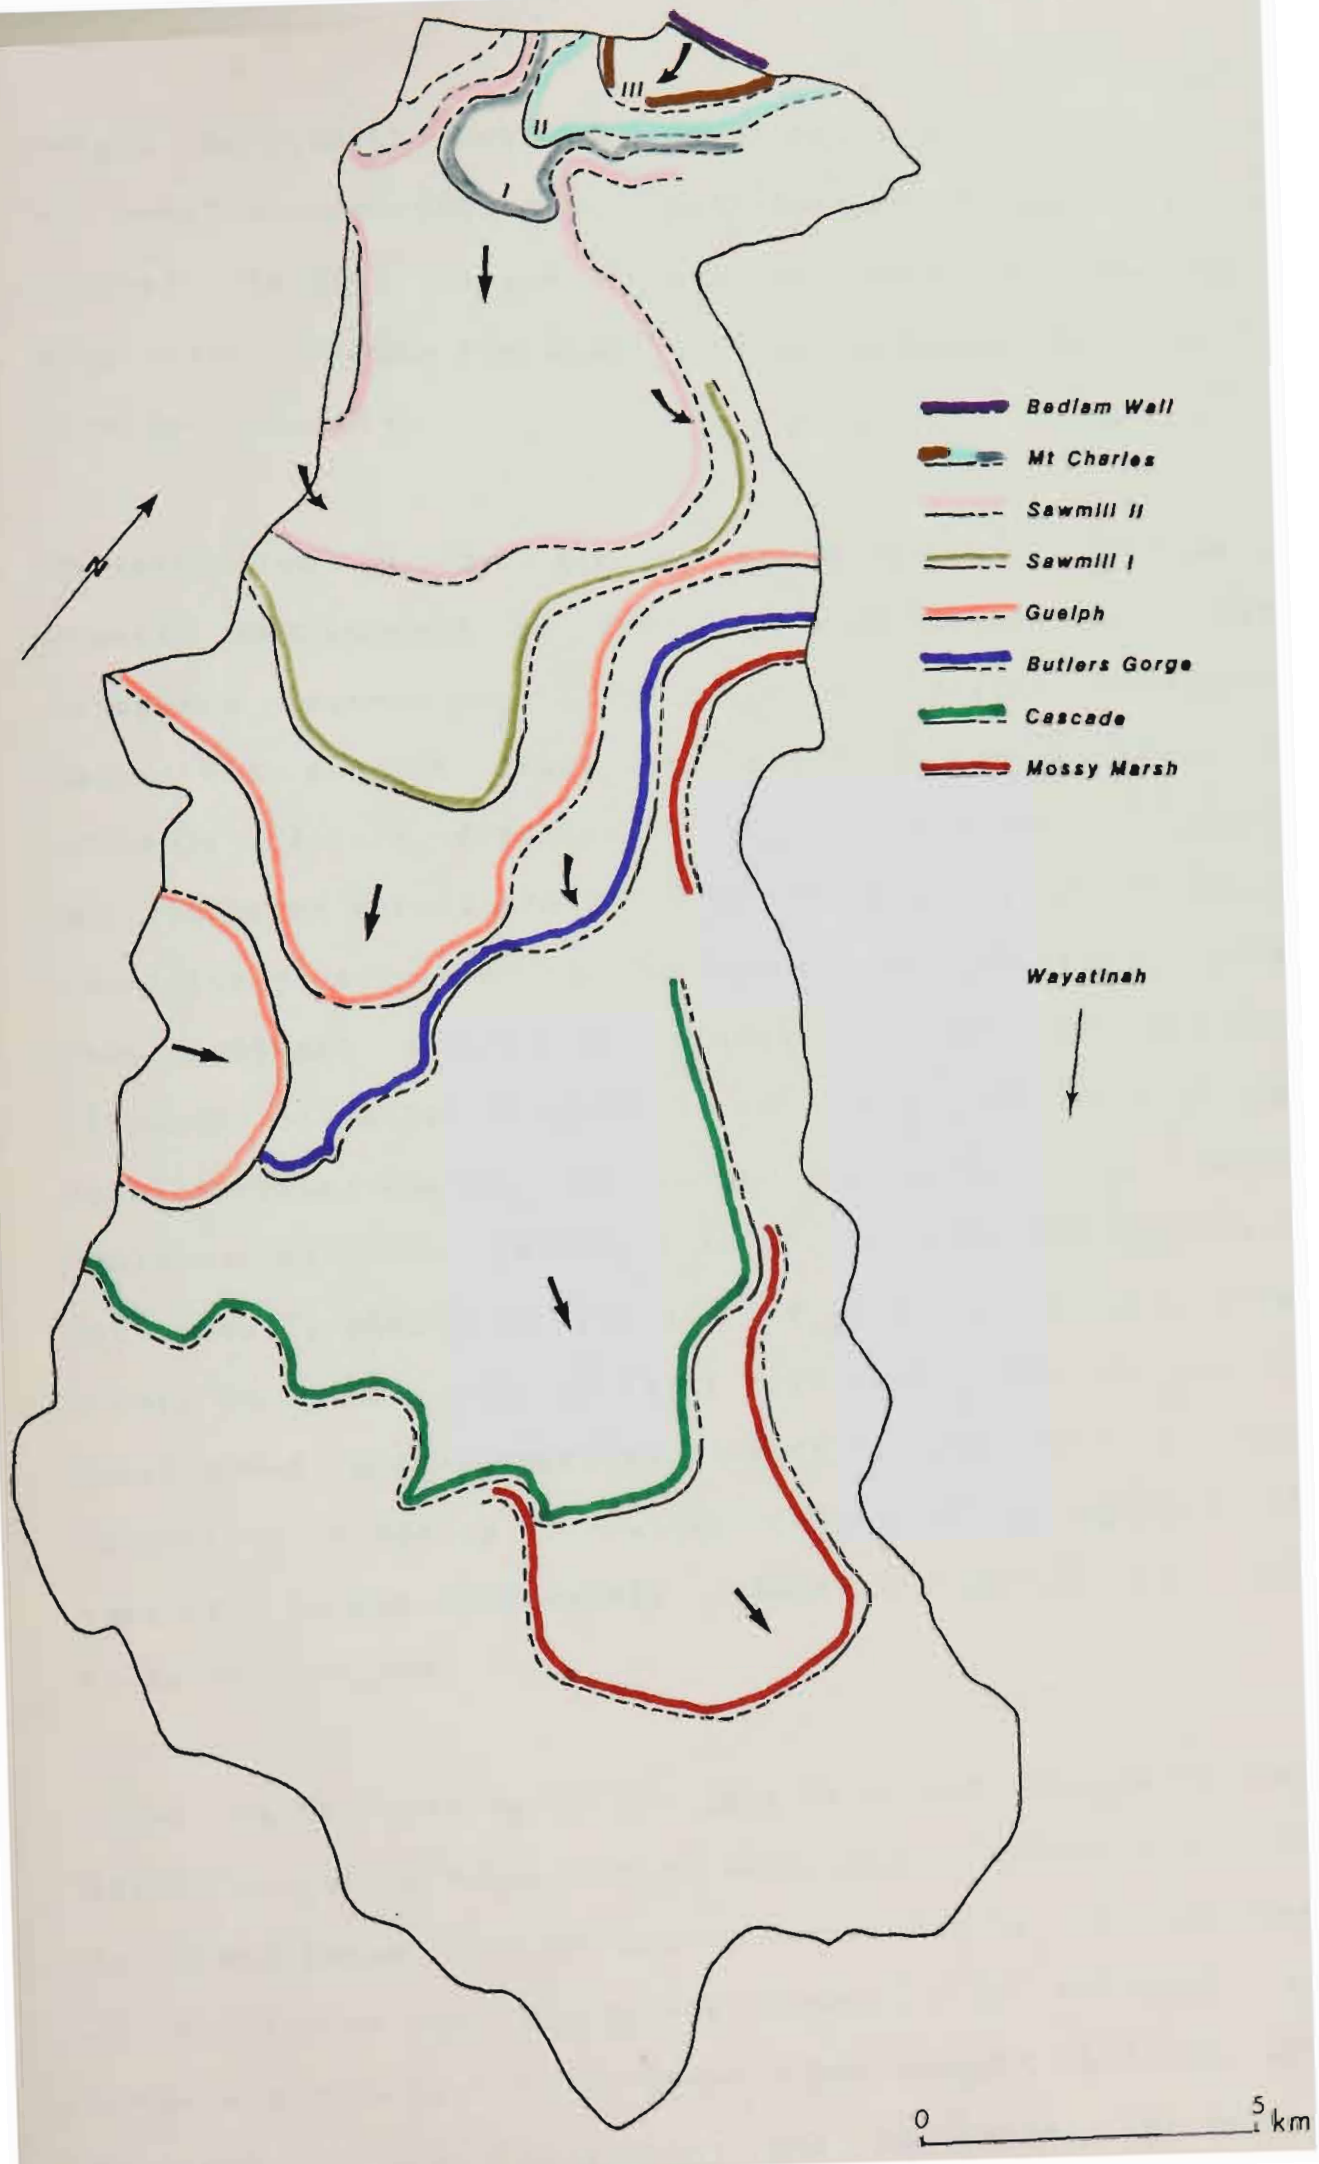 III
II
I
Bedlam Wall
Mt Charles
Sawmill II
Sawmill I
N
Guelph
Butlers Gorge
Cascade
Mossy Marsh
Wayatinah
0 5 km